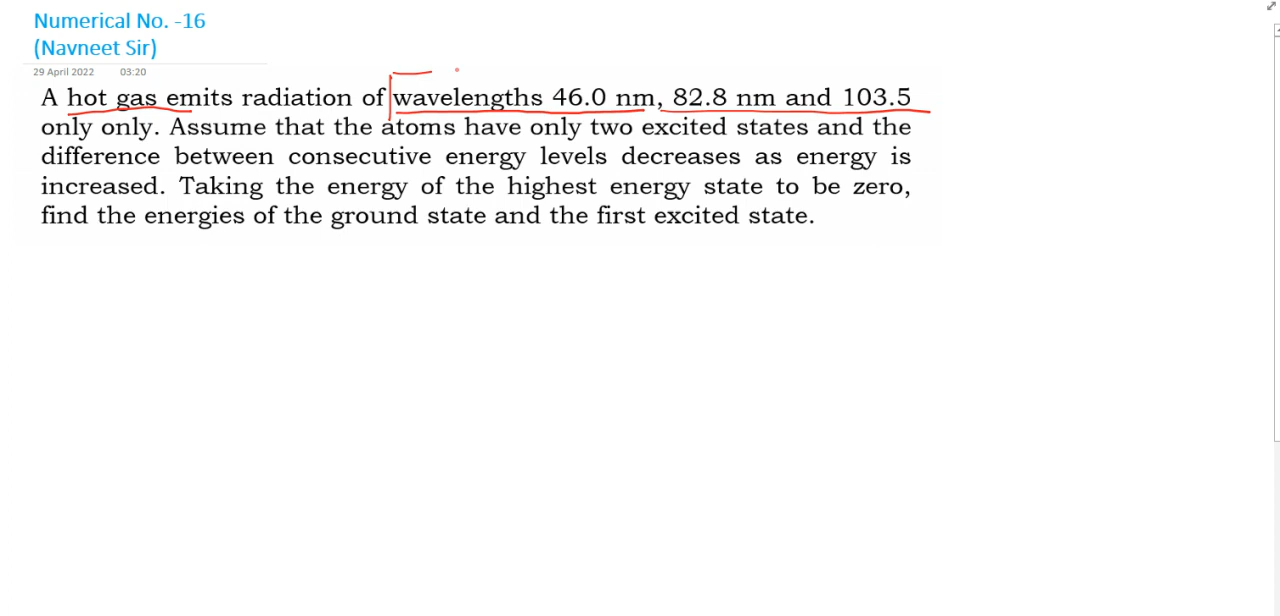 Numerical No. -16
(Navneet Sir)
29 April 2022 03:20
A hot gas emits radiation of wavelengths 46.0 nm, 82.8 nm and 103.5
only only. Assume that the atoms have only two excited states and the
difference between consecutive energy levels decreases as energy is
increased. Taking the energy of the highest energy state to be zero,
find the energies of the ground state and the first excited state.